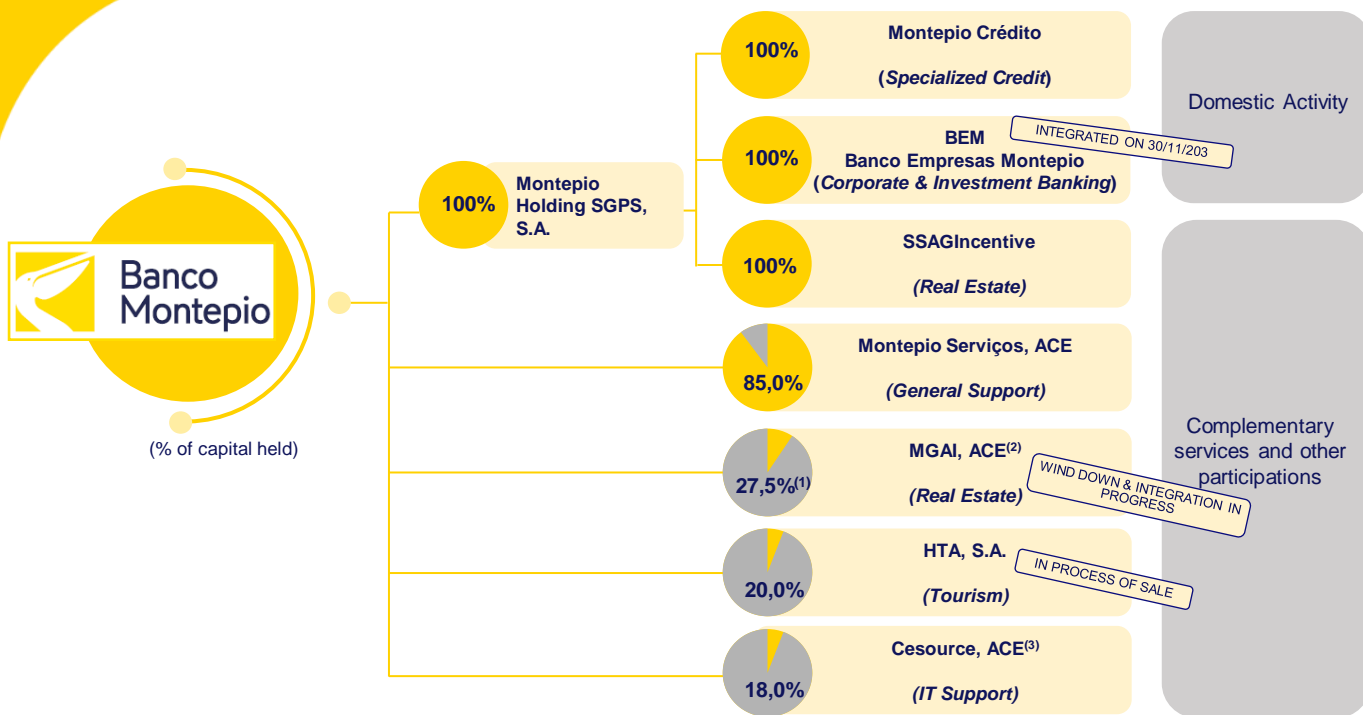 Banco
Montepio
(% of capital held)
100%
Montepio
Holding SGPS,
S.A.
100%
Montepio Crédito
(Specialized Credit)
100%
BEM
Banco Empresas Montepio
(Corporate & Investment Banking)
INTEGRATED ON 30/11/203
100%
SSAGIncentive
(Real Estate)
85,0%
Montepio Serviços, ACE
(General Support)
27,5%(1)
MGAI, ACE(2)
(Real Estate)
WIND DOWN & INTEGRATION IN
PROGRESS
20,0%
HTA, S.A.
(Tourism)
IN PROCESS OF SALE
18,0%
Cesource, ACE(3)
(IT Support)
Domestic Activity
Complementary
services and other
participations